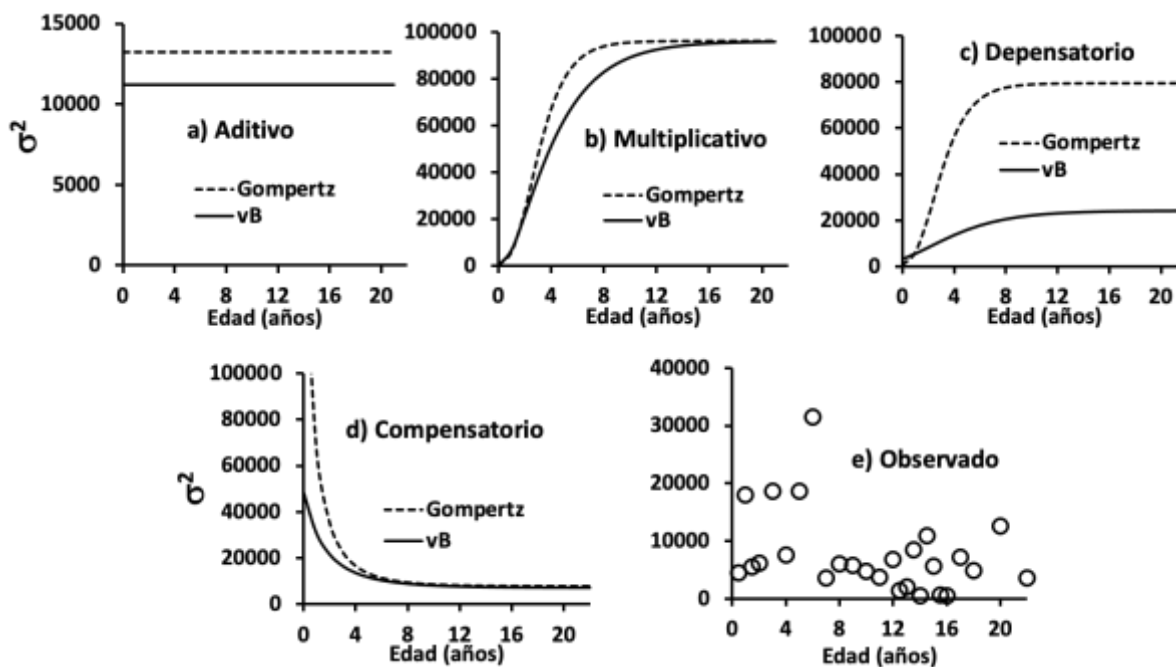 15000
10000
5000
0
σ²
a) Aditivo
Gompertz
vB
0 4 8 12 16 20
Edad (años)
100000
80000
60000
40000
20000
0
b) Multiplicativo
Gompertz
vB
0 4 8 12 16 20
Edad (años)
100000
80000
60000
40000
20000
0
c) Depensatorio
Gompertz
vB
0 4 8 12 16 20
Edad (años)
100000
80000
60000
40000
20000
0
σ²
d) Compensatorio
Gompertz
vB
0 4 8 12 16 20
Edad (años)
40000
30000
20000
10000
0
e) Observado
0 4 8 12 16 20
Edad (años)